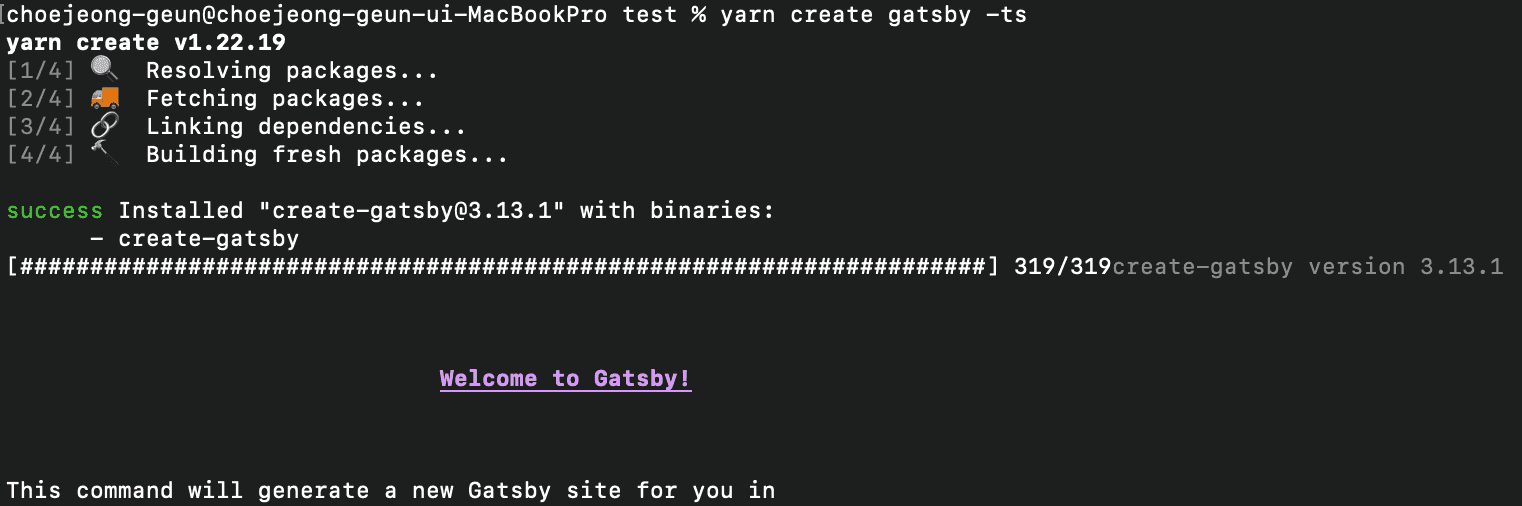 choejeong-geun@choejeong-geun-ui-MacBookPro test % yarn create gatsby -ts
yarn create v1.22.19
[1/4] 🔍  Resolving packages...
[2/4] 🚚  Fetching packages...
[3/4] 🔗  Linking dependencies...
[4/4] 🔨  Building fresh packages...
success Installed "create-gatsby@3.13.1" with binaries:
      - create-gatsby
[#####################################################################] 319/319create-gatsby version 3.13.1
Welcome to Gatsby!
This command will generate a new Gatsby site for you in